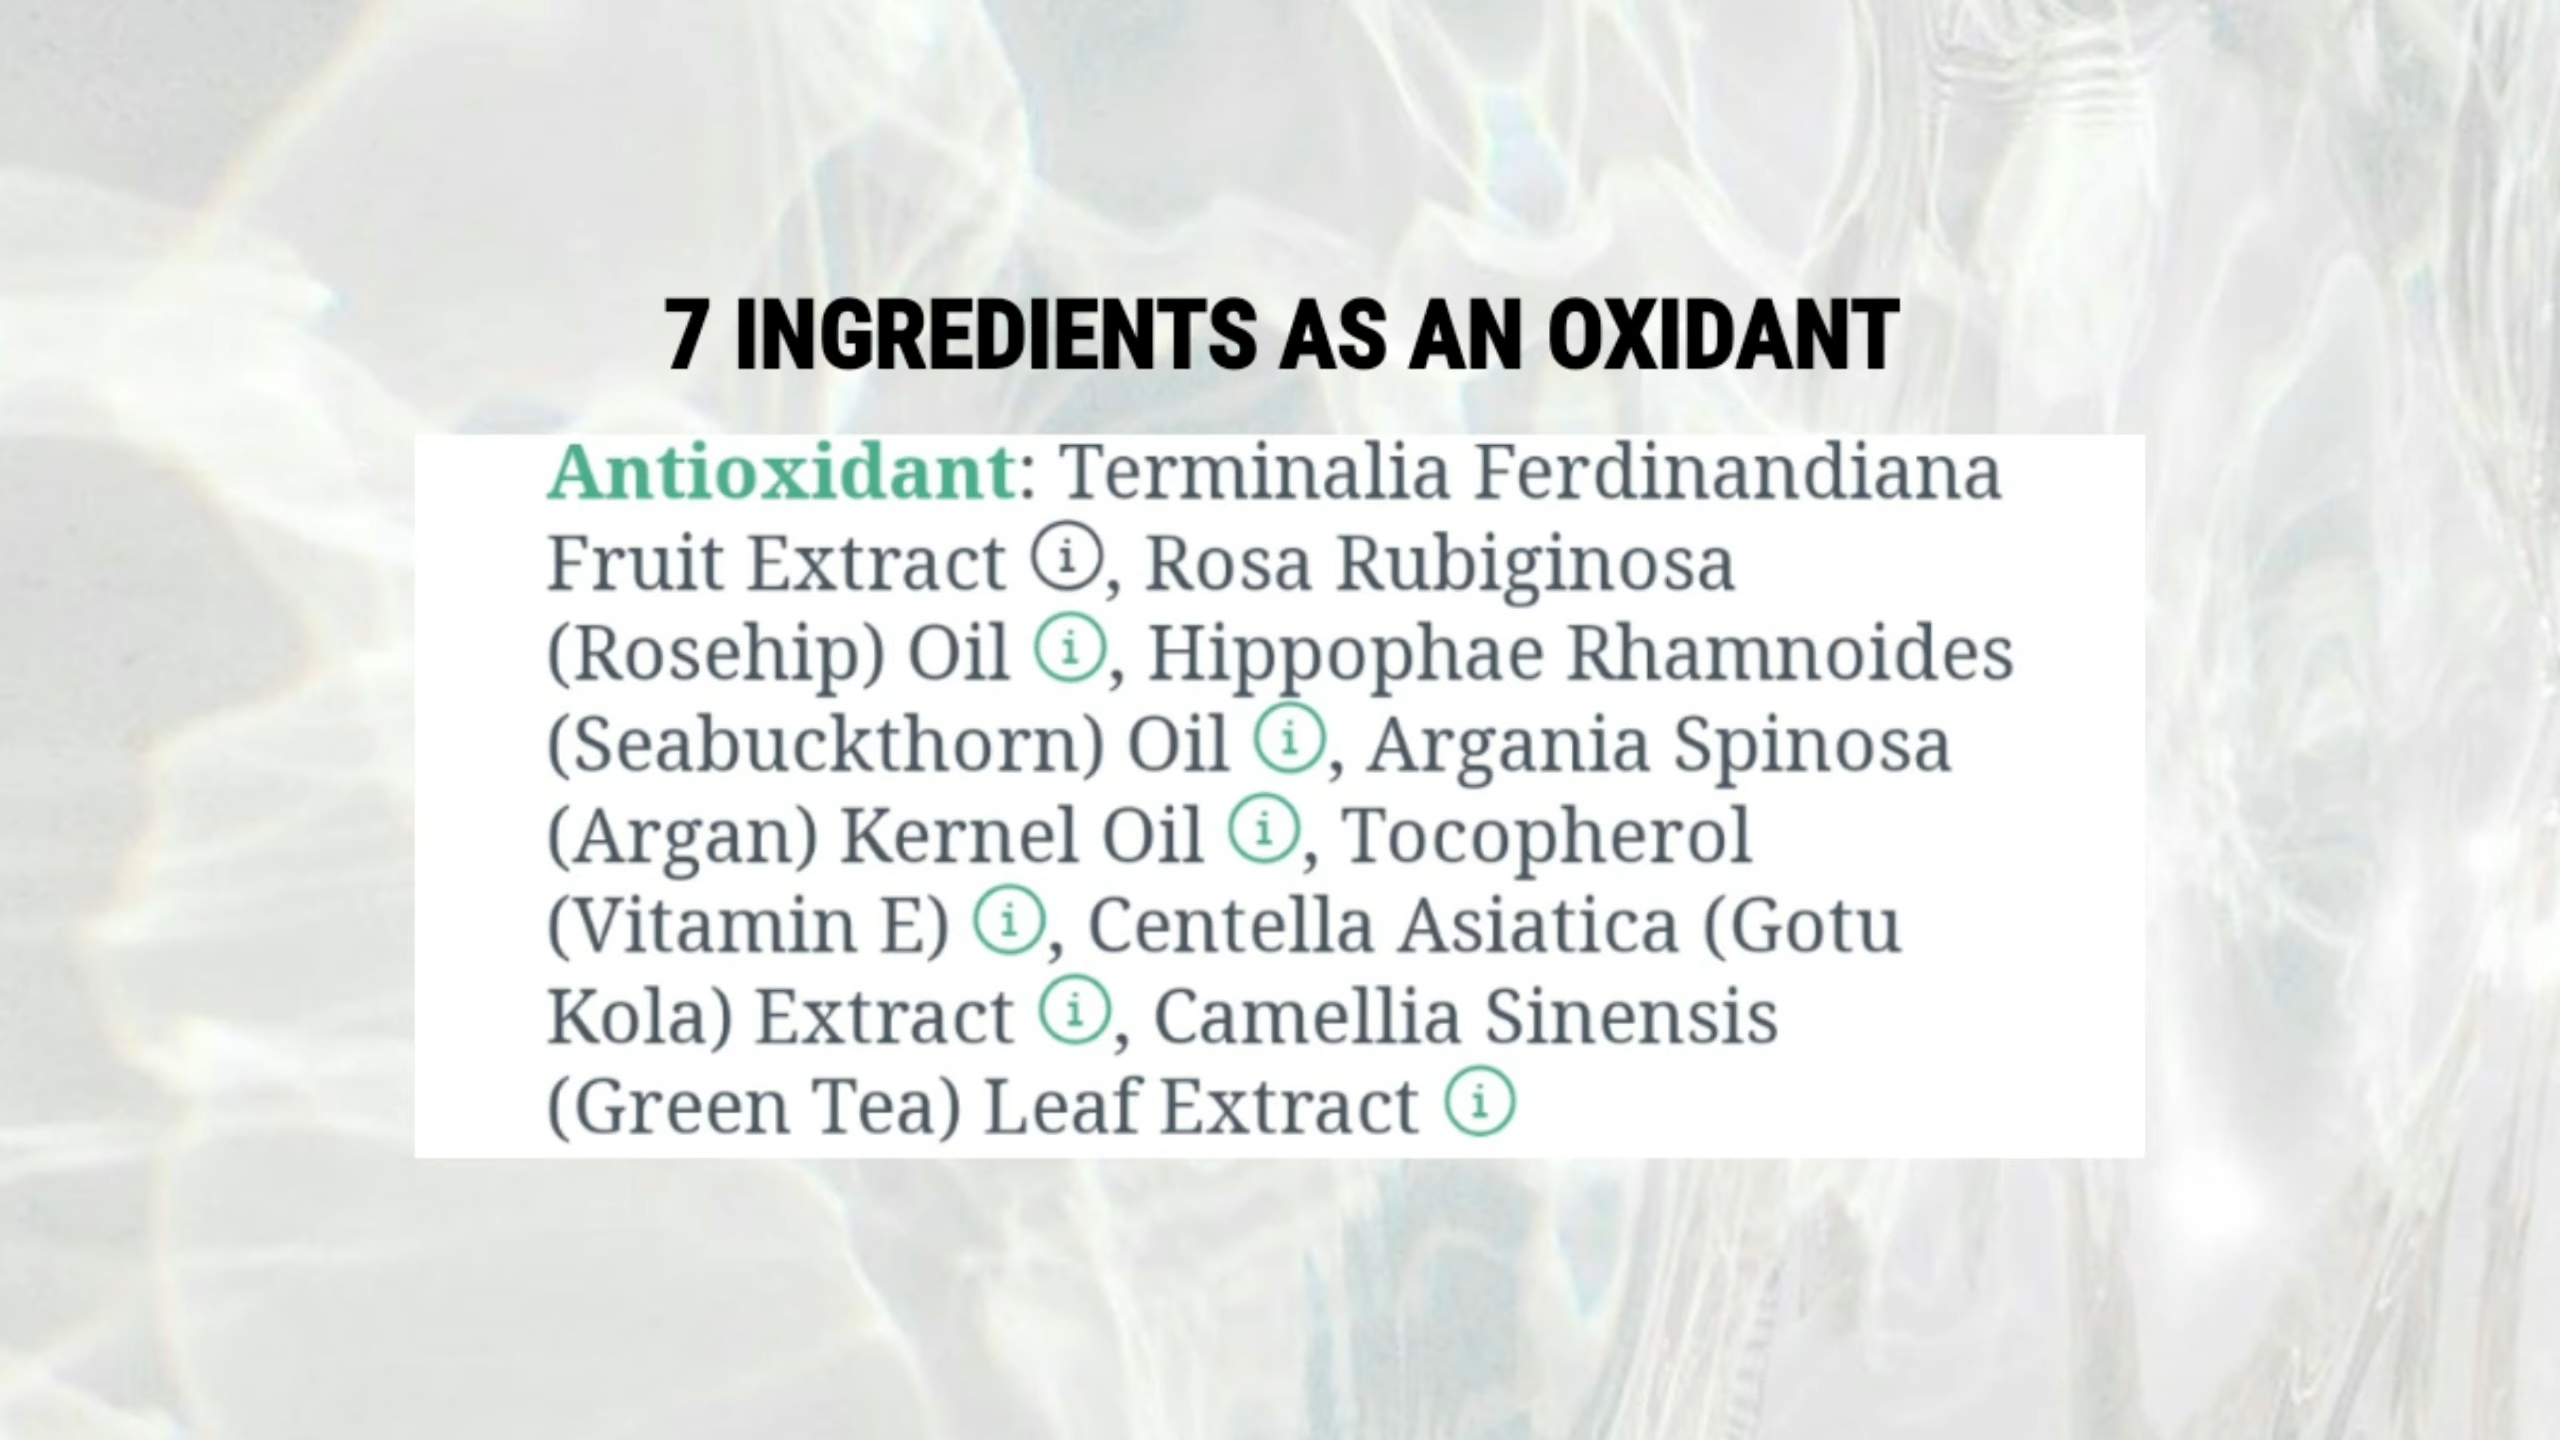 7 INGREDIENTS AS AN OXIDANT
Antioxidant: Terminalia Ferdinandiana
Fruit Extract ⓘ, Rosa Rubiginosa
(Rosehip) Oil ⓘ, Hippophae Rhamnoides
(Seabuckthorn) Oil ⓘ, Argania Spinosa
(Argan) Kernel Oil ⓘ, Tocopherol
(Vitamin E) ⓘ, Centella Asiatica (Gotu
Kola) Extract ⓘ, Camellia Sinensis
(Green Tea) Leaf Extract ⓘ